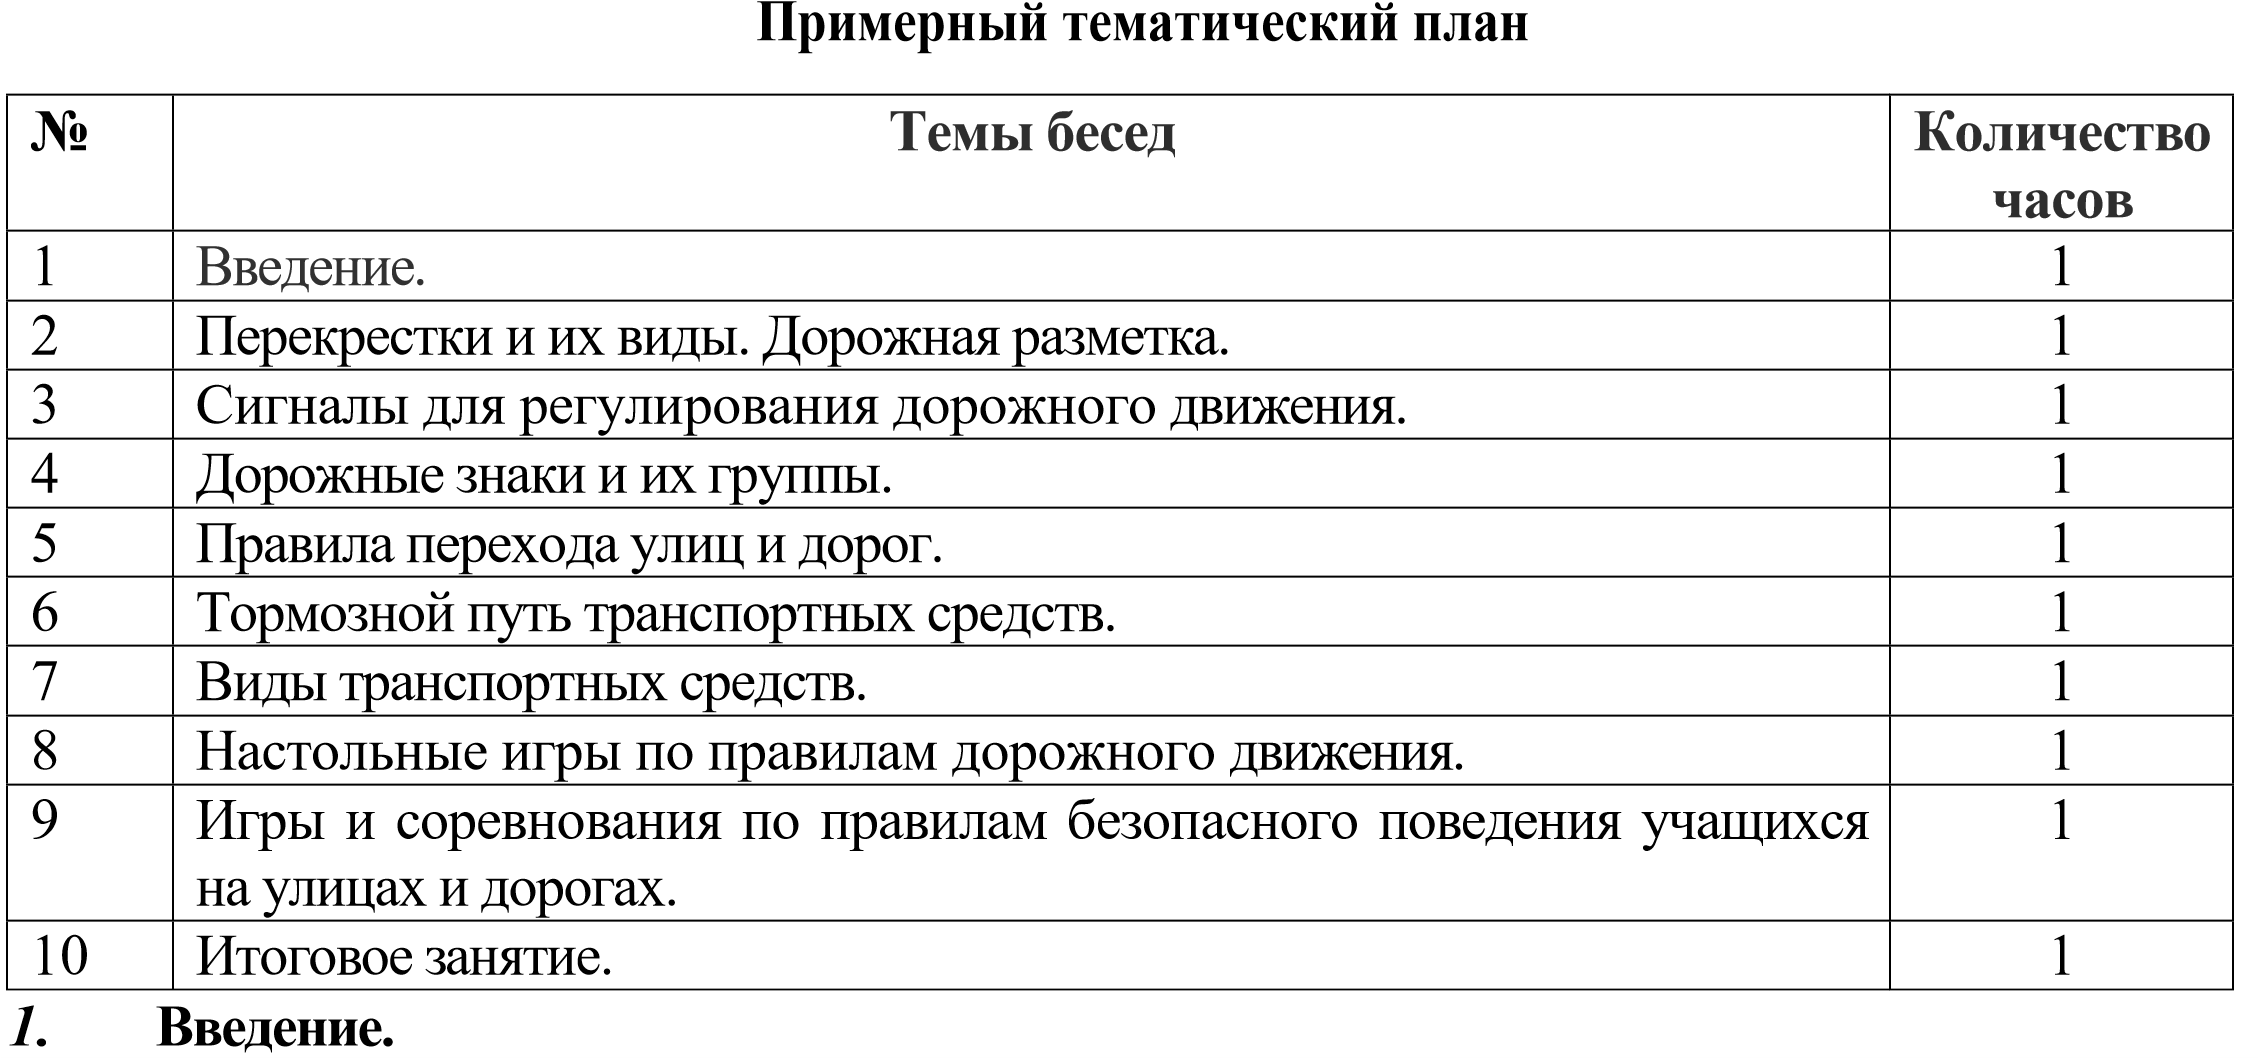 Примерный тематический план
№ Темы бесед Количество
часов
1 Введение. 1
2 Перекрестки и их виды. Дорожная разметка. 1
3 Сигналы для регулирования дорожного движения. 1
4 Дорожные знаки и их группы. 1
5 Правила перехода улиц и дорог. 1
6 Тормозной путь транспортных средств. 1
7 Виды транспортных средств. 1
8 Настольные игры по правилам дорожного движения. 1
9 Игры и соревнования по правилам безопасного поведения учащихся 1
на улицах и дорогах.
10 Итоговое занятие. 1
1. Введение.